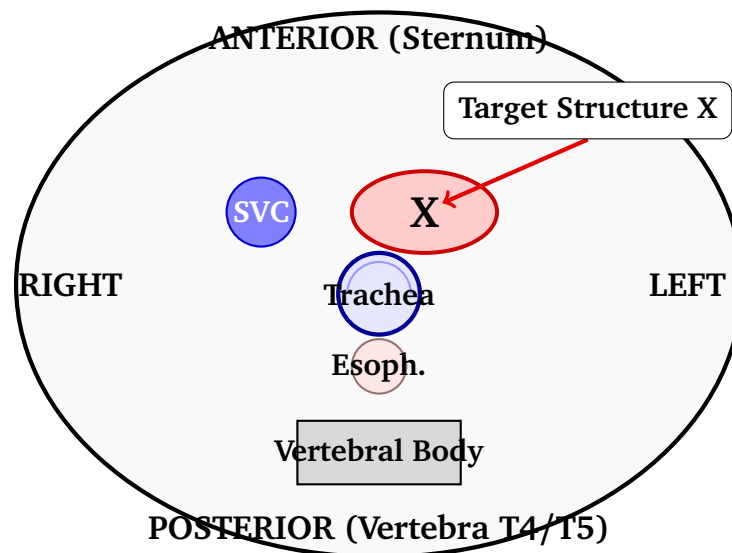 ANTERIOR (Sternum)
Target Structure X
SVC
X
RIGHT
Trachea
LEFT
Esoph.
Vertebral Body
POSTERIOR (Vertebra T4/T5)